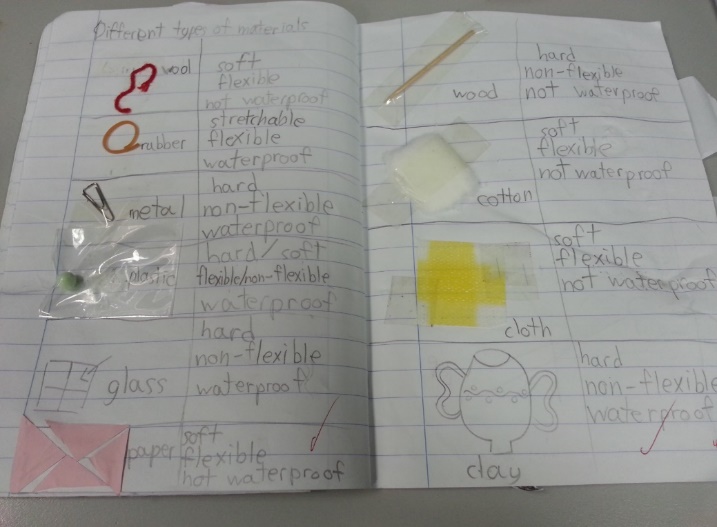 Different types of materials
wool
soft
flexible
not waterproof
rubber
stretchable
flexible
waterproof
metal
hard
non-flexible
waterproof
plastic
hard/soft
flexible/non-flexible
waterproof
glass
hard
non-flexible
waterproof
paper
soft
flexible
not waterproof
wood
hard
non-flexible
not waterproof
cotton
soft
flexible
not waterproof
cloth
soft
flexible
not waterproof
clay
hard
non-flexible
waterproof